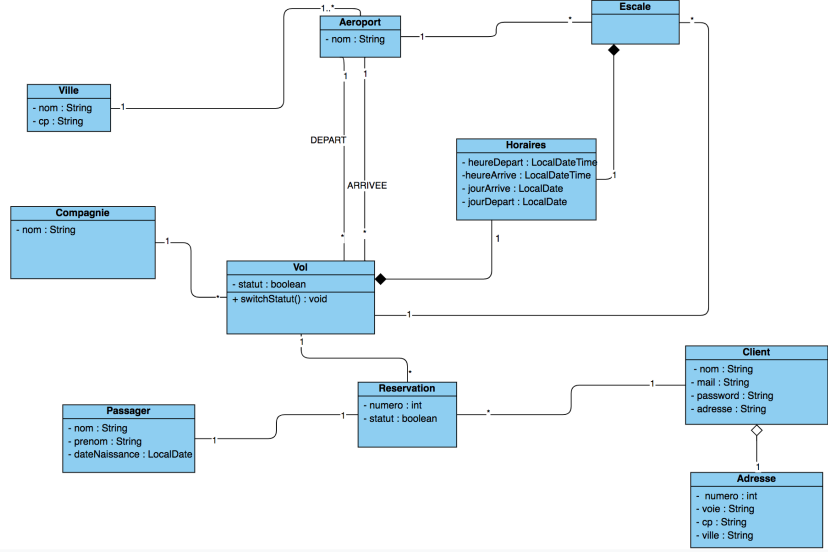 1..*
Aeroport
- nom : String
1
*
Escale
*
1
1
Ville
- nom : String
- cp : String
1
DEPART
ARRIVEE
Horaires
- heureDepart : LocalDateTime
-heureArrive : LocalDateTime
- jourArrive : LocalDate
- jourDepart : LocalDate
1
1
Compagnie
- nom : String
1
*
*
*
Vol
- statut : boolean
+ switchStatut() : void
1
1
*
Reservation
- numero : int
- statut : boolean
1
*
1
Client
- nom : String
- mail : String
- password : String
- adresse : String
Passager
- nom : String
- prenom : String
- dateNaissance : LocalDate
1
1
Adresse
- numero : int
- voie : String
- cp : String
- ville : String